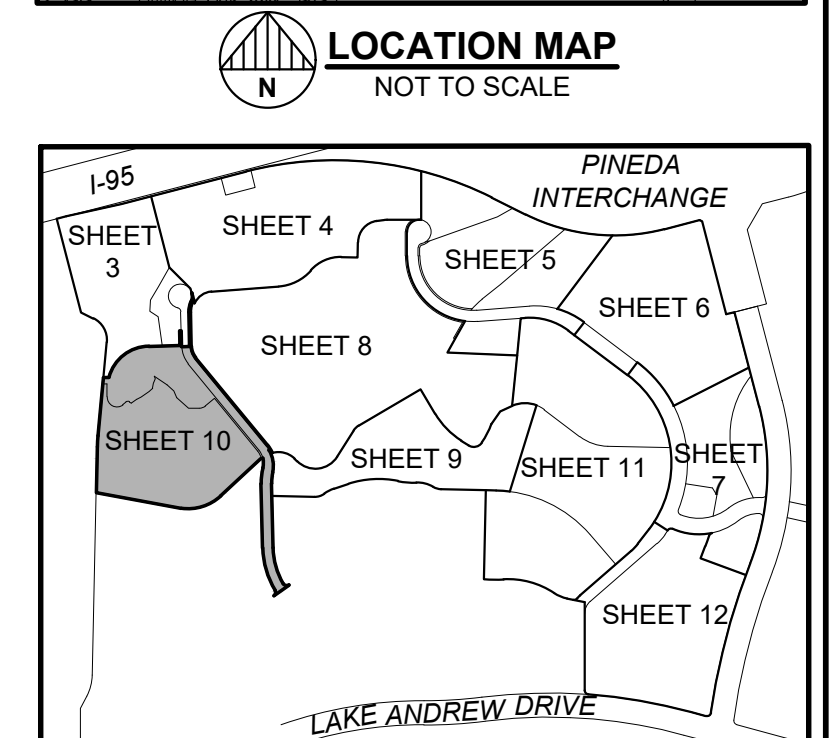 LOCATION MAP
N
NOT TO SCALE
PINEDA
INTERCHANGE
I-95
SHEET 4
SHEET
3
SHEET 5
SHEET 6
SHEET 8
SHEET 10
SHEET 9
SHEET 11
SHEET
7
SHEET 12
LAKE ANDREW DRIVE